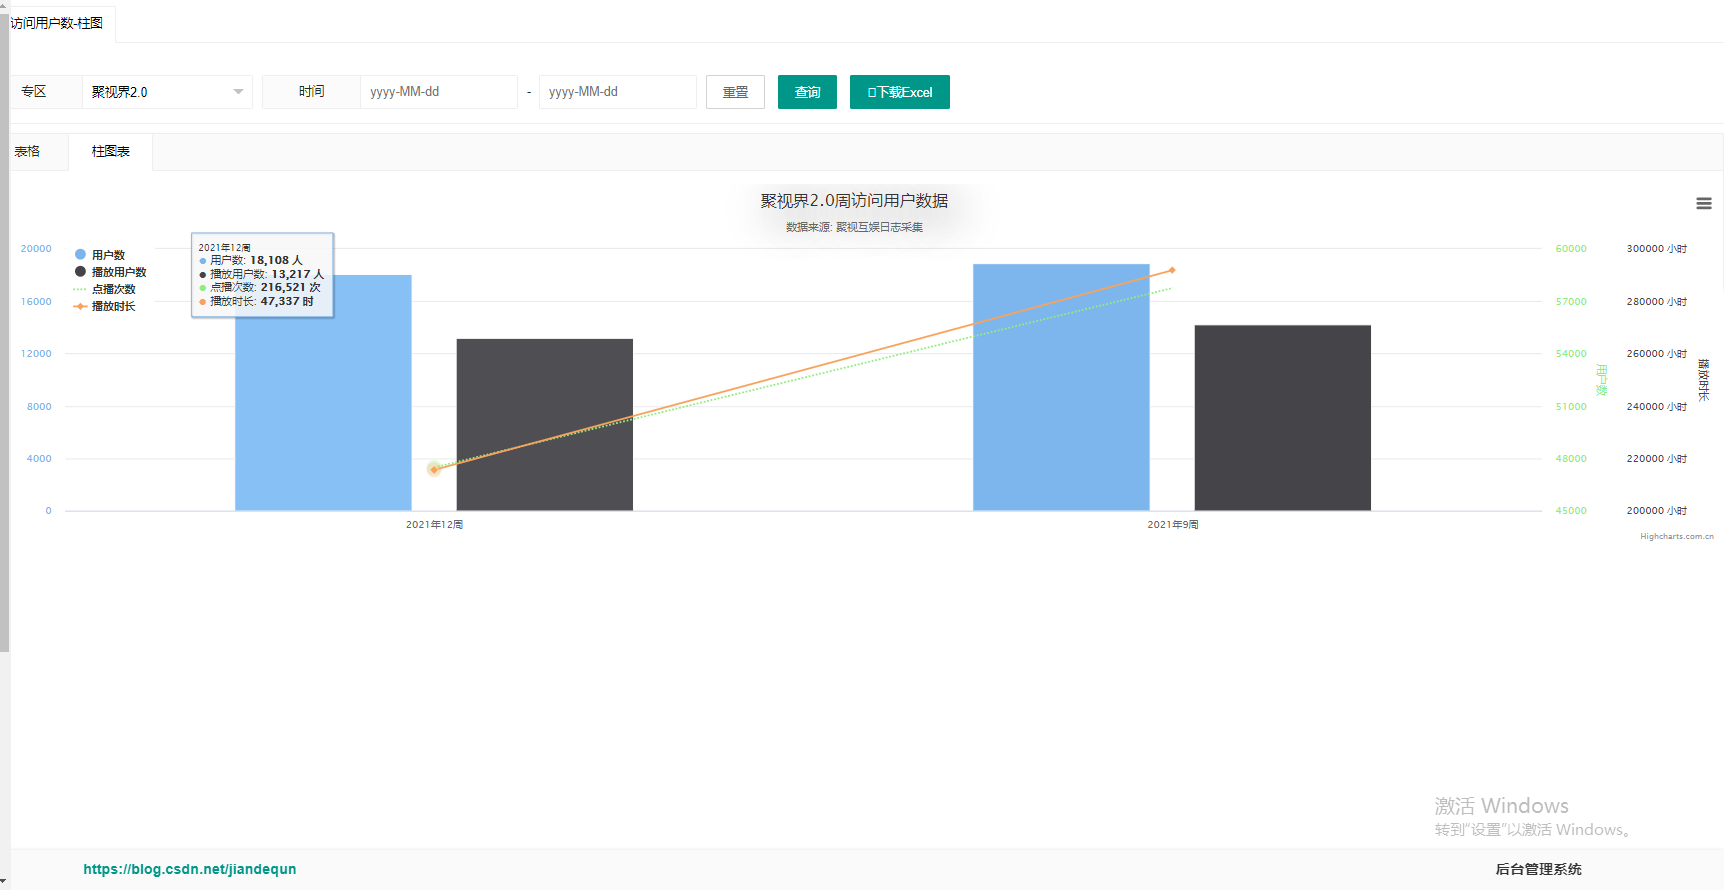 访问用户数-柱图
专区
聚视界2.0
时间
yyyy-MM-dd
-
yyyy-MM-dd
重置
查询
下载Excel
表格
柱图表
聚视界2.0周访问用户数据
数据来源: 聚视互娱日志采集
用户数
播放用户数
点播次数
播放时长
2021年12周
用户数: 18,108 人
播放用户数: 13,217 人
点播次数: 216,521 次
播放时长: 47,337 时
20000
16000
12000
8000
4000
0
2021年12周
2021年9周
60000
57000
54000
51000
48000
45000
用户数
300000 小时
280000 小时
260000 小时
240000 小时
220000 小时
200000 小时
播放时长
Highcharts.com.cn
激活 Windows
转到“设置”以激活 Windows。
https://blog.csdn.net/jiandequn
后台管理系统